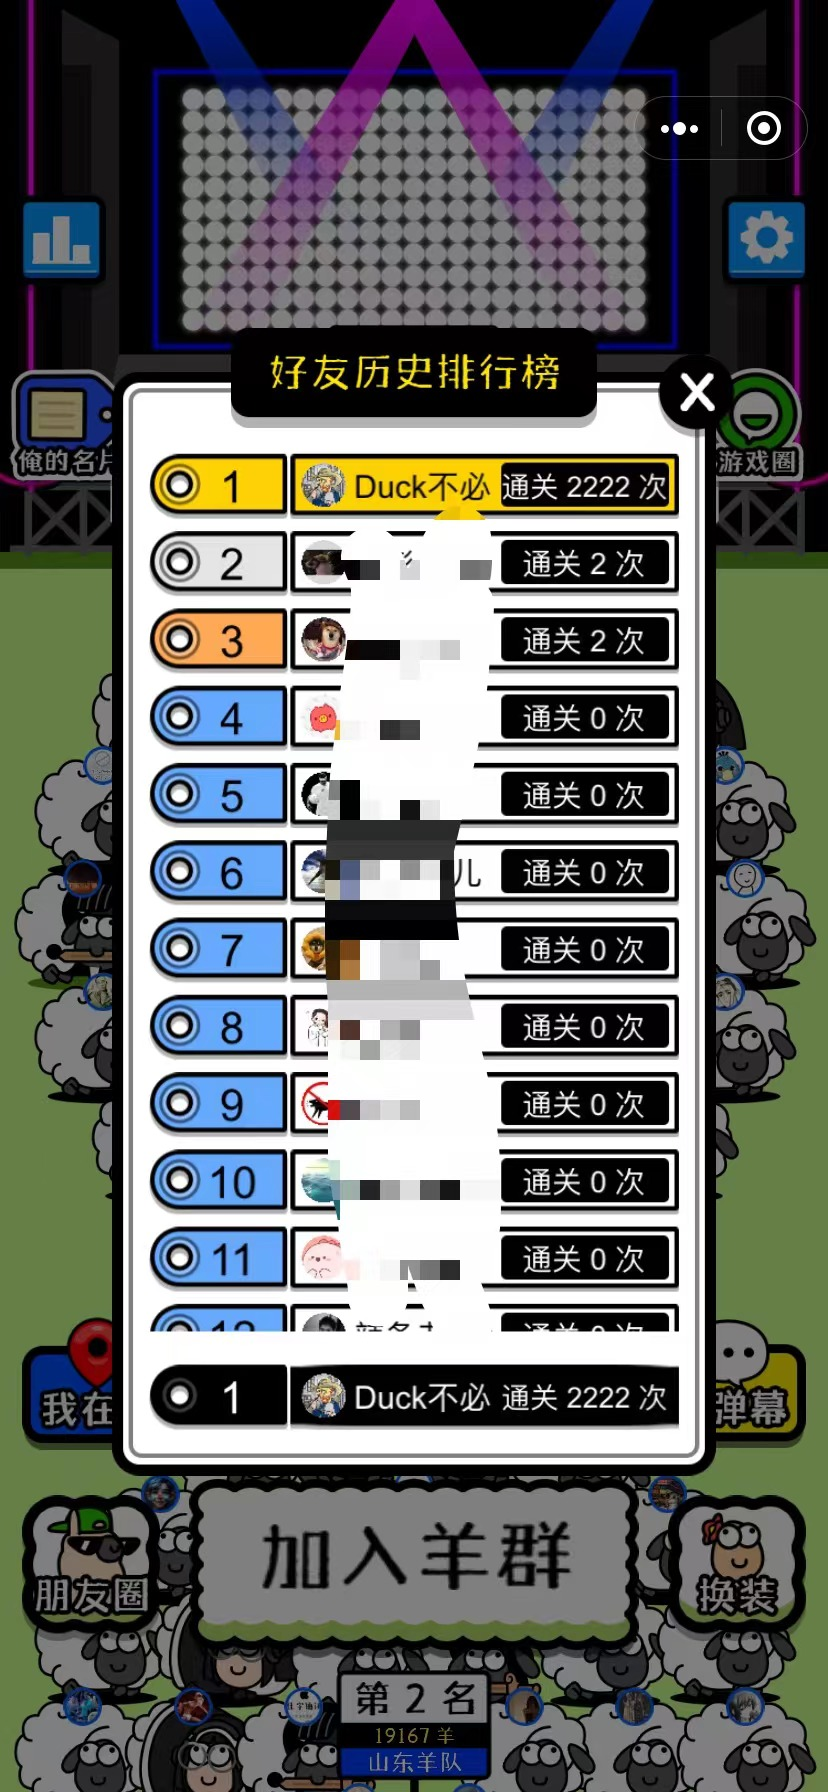 好友历史排行榜
俺的名片
游戏圈
1 Duck不必 通关 2222 次
2 通关 2 次
3 通关 2 次
4 通关 0 次
5 通关 0 次
6 儿 通关 0 次
7 通关 0 次
8 通关 0 次
9 通关 0 次
10 通关 0 次
11 通关 0 次
1 Duck不必 通关 2222 次
我在
弹幕
加入羊群
朋友圈
换装
第 2 名
19167 羊
山东羊队